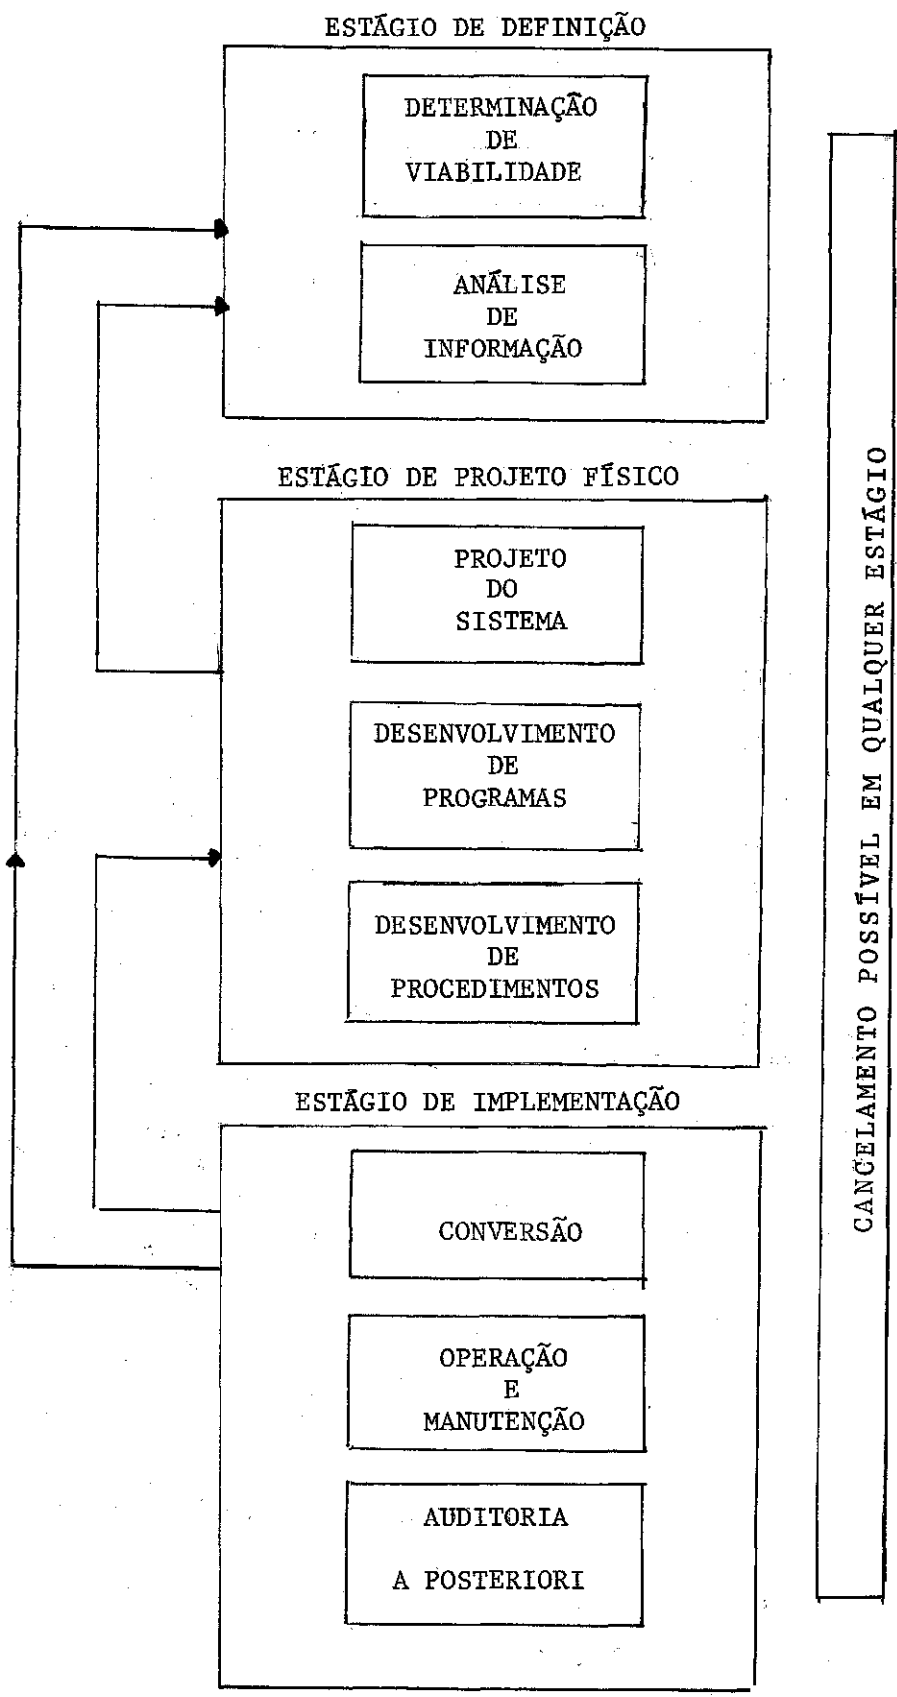 ESTÁGIO DE DEFINIÇÃO
DETERMINAÇÃO
DE
VIABILIDADE
ANÁLISE
DE
INFORMAÇÃO
ESTÁGIO DE PROJETO FÍSICO
PROJETO
DO
SISTEMA
DESENVOLVIMENTO
DE
PROGRAMAS
DESENVOLVIMENTO
DE
PROCEDIMENTOS
ESTÁGIO DE IMPLEMENTAÇÃO
CONVERSÃO
OPERAÇÃO
E
MANUTENÇÃO
AUDITORIA
A POSTERIORI
CANCELAMENTO POSSÍVEL EM QUALQUER ESTÁGIO